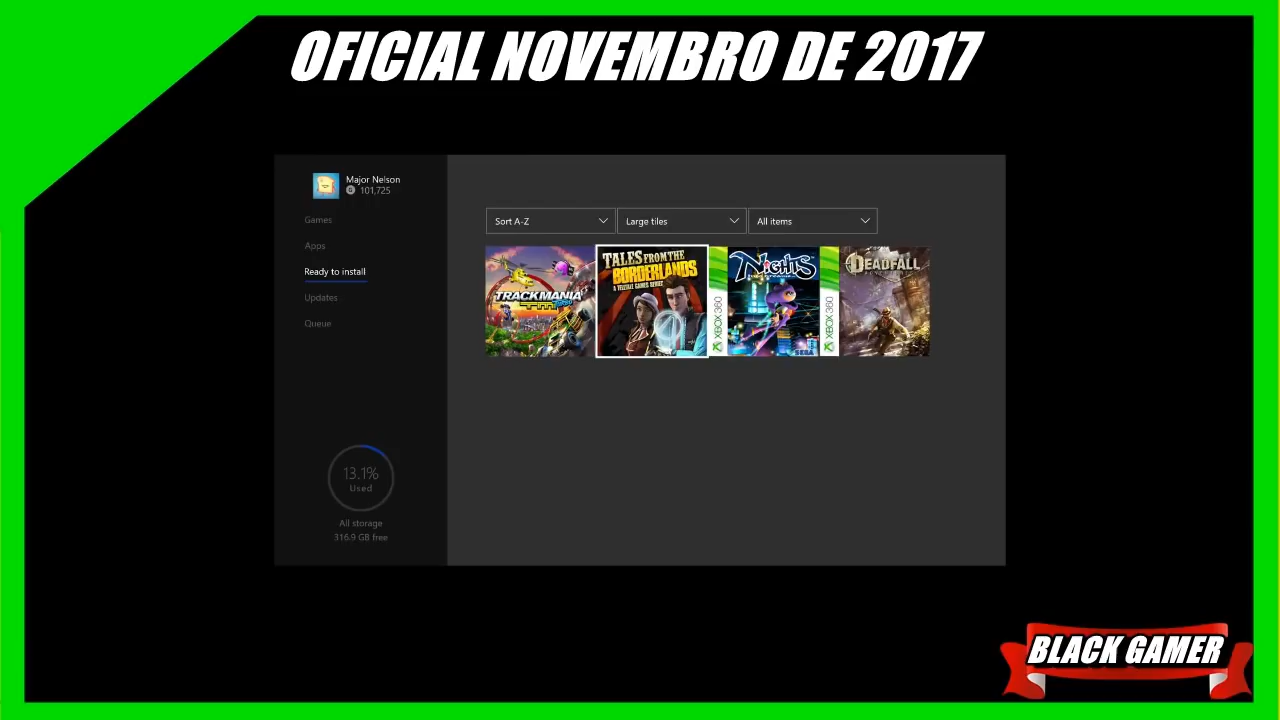 OFICIAL NOVEMBRO DE 2017
Major Nelson
G 101,725
Games
Apps
Ready to install
Updates
Queue
13.1%
Used
All storage
316.9 GB free
Sort A-Z
Large tiles
All items
TRACKMANIA
TURBO
TALES FROM THE
BORDERLANDS
A TELLTALE GAMES SERIES
XBOX 360
NiGHTS
SEGA
XBOX 360
DEADFALL
BLACK GAMER